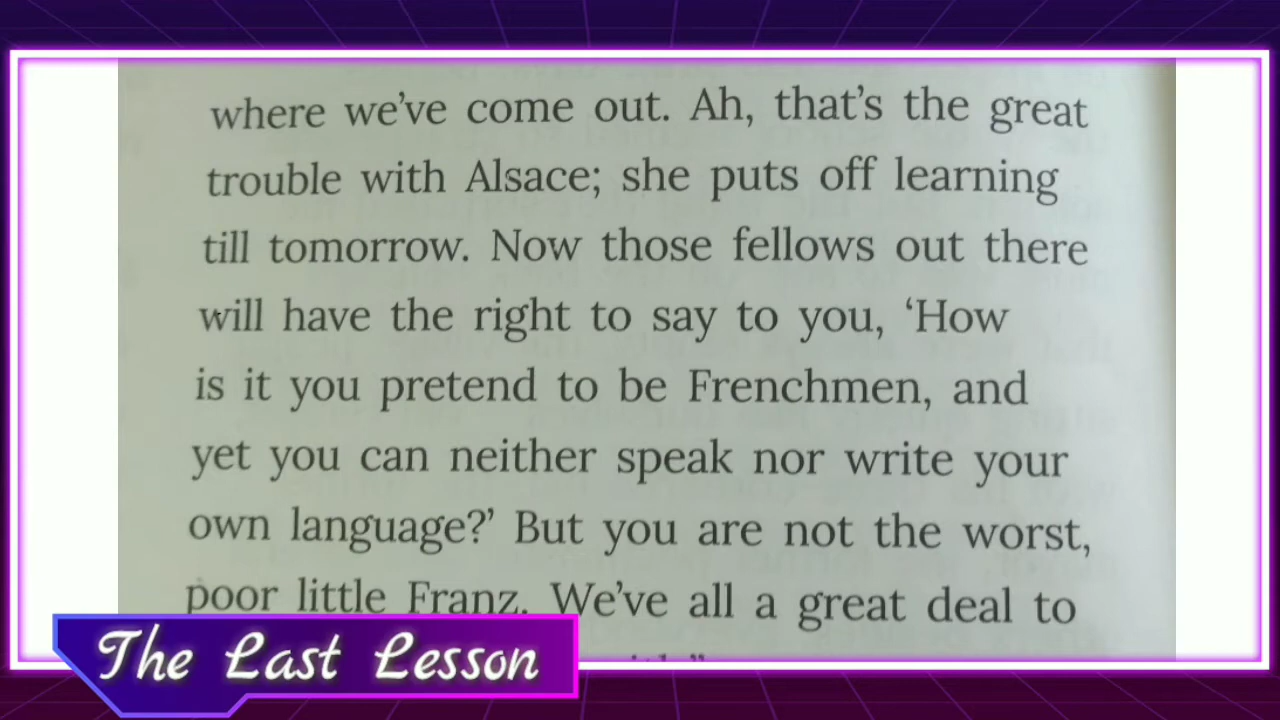 where we’ve come out. Ah, that’s the great
trouble with Alsace; she puts off learning
till tomorrow. Now those fellows out there
will have the right to say to you, ‘How
is it you pretend to be Frenchmen, and
yet you can neither speak nor write your
own language?’ But you are not the worst,
poor little Franz. We’ve all a great deal to
The Last Lesson